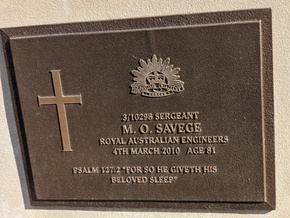 3/10298 SERGEANT
M. O. SAVEGE
ROYAL AUSTRALIAN ENGINEERS
4TH MARCH 2010 AGE 81
PSALM 127:2 "FOR SO HE GIVETH HIS
BELOVED SLEEP"